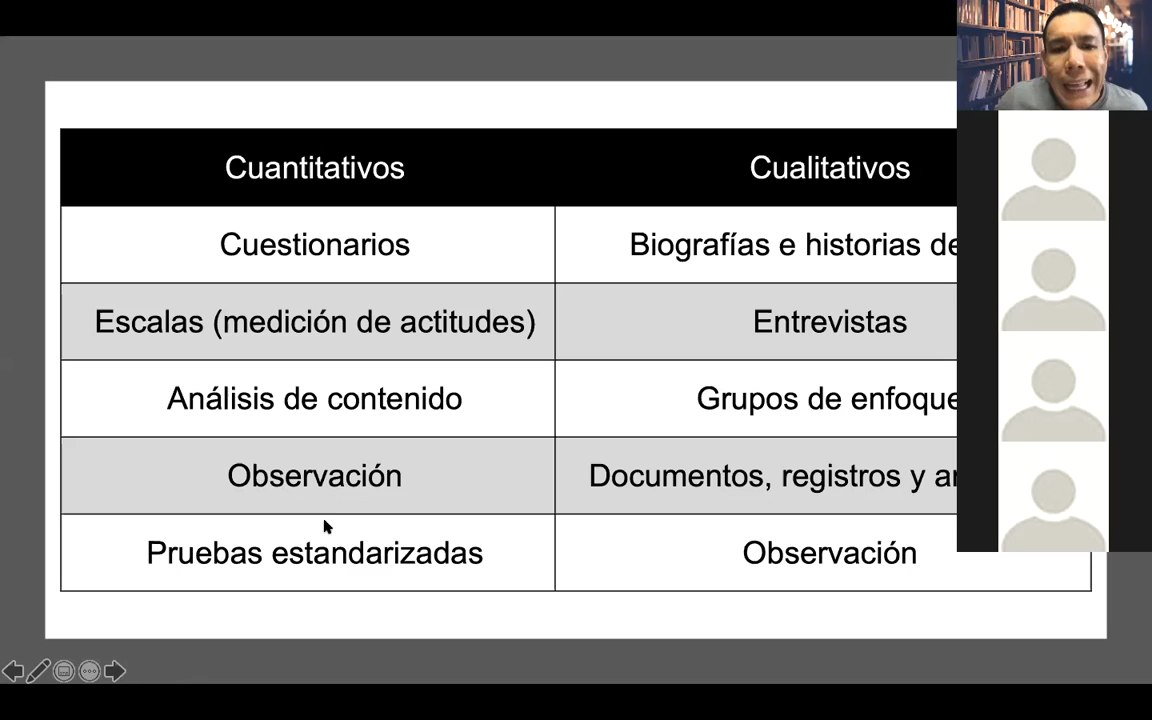 Cuantitativos Cualitativos
Cuestionarios Biografías e historias de
Escalas (medición de actitudes) Entrevistas
Análisis de contenido Grupos de enfoque
Observación Documentos, registros y
Pruebas estandarizadas Observación